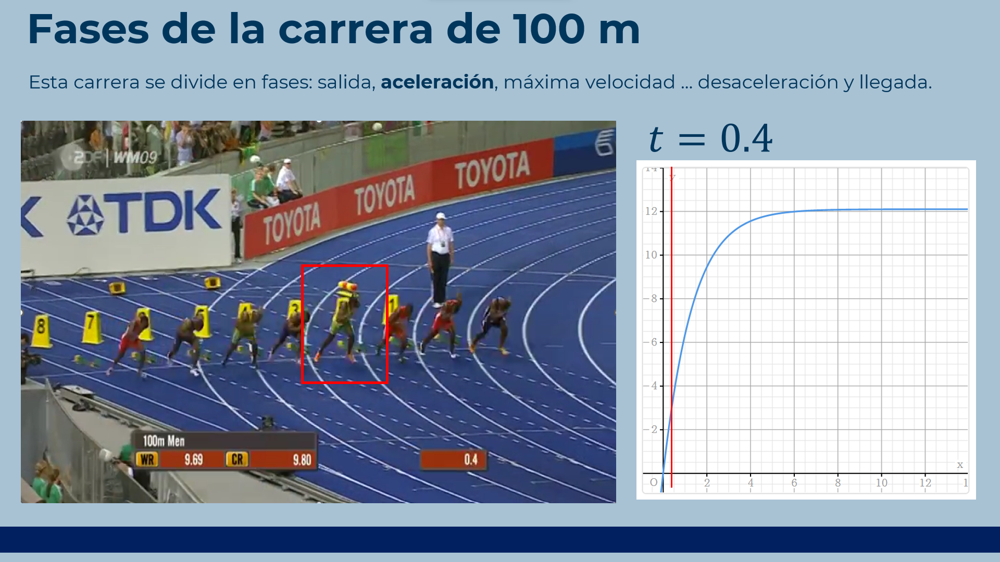 Fases de la carrera de 100 m
Esta carrera se divide en fases: salida, aceleración, máxima velocidad ... desaceleración y llegada.
2DF | WM09
K TDK
TOYOTA TOYOTA TOYOTA 6
8 7 5 4 3 1
100m Men
WR 9.69 CR 9.80
0.4
t = 0.4
14
y
12
10
8
6
4
2
x
O 2 4 6 8 10 12 1